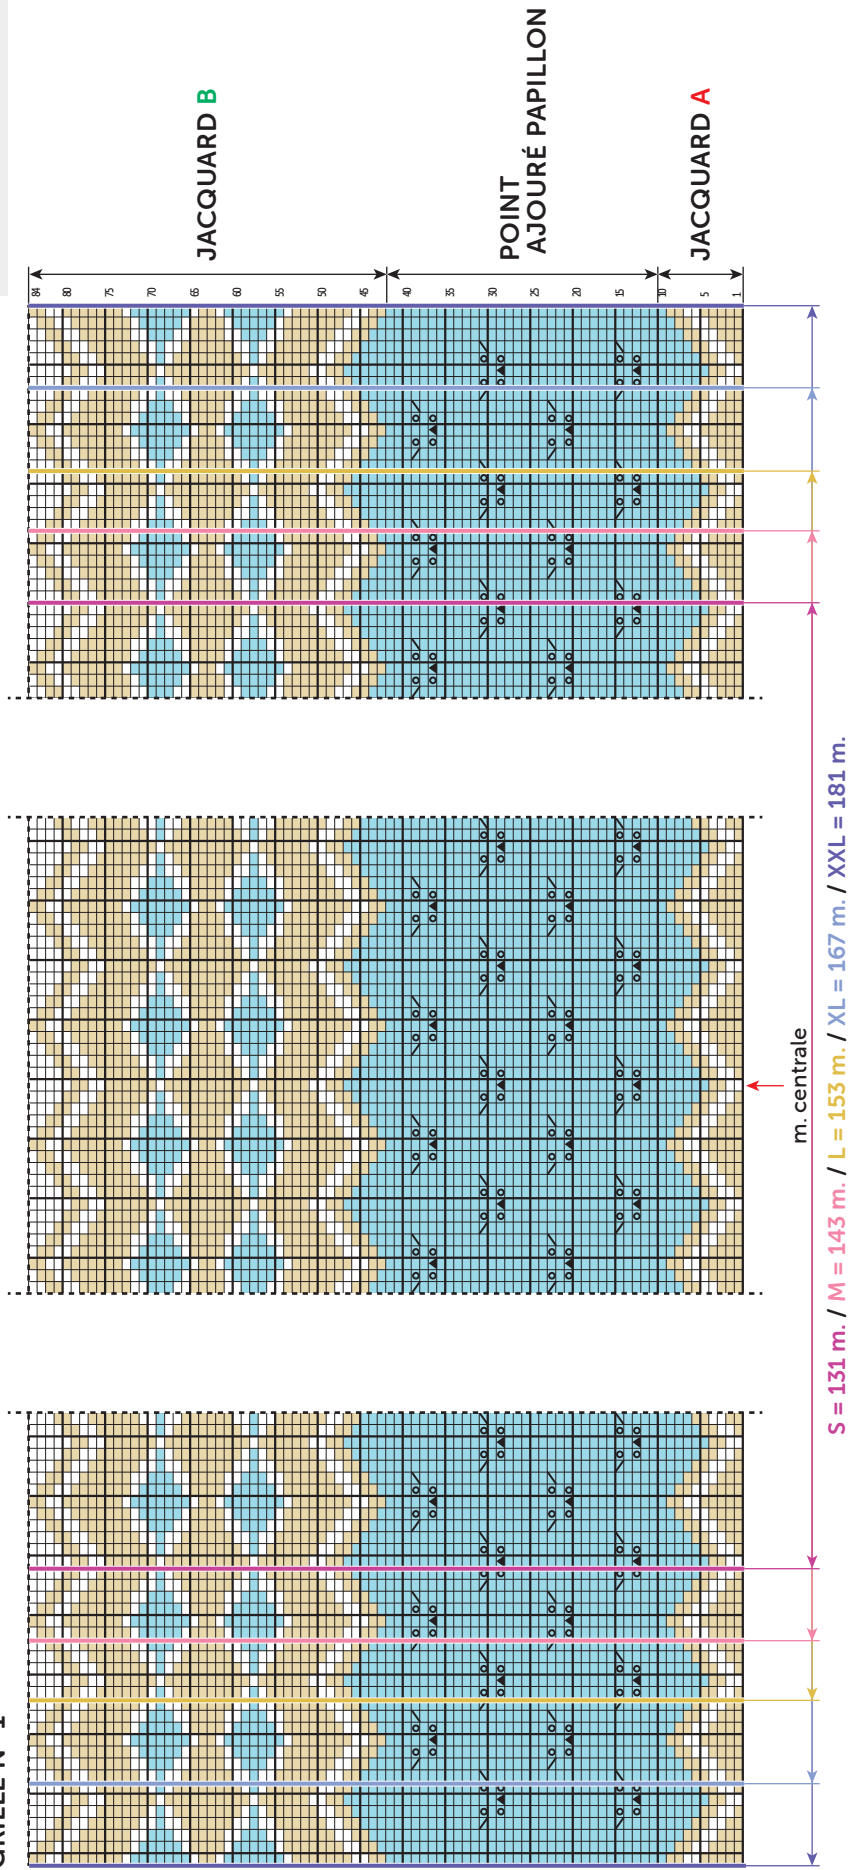 GRILLE N° 1
JACQUARD B
POINT
AJOURÉ PAPILLON
JACQUARD A
84
80
75
70
65
60
55
50
45
40
35
30
25
20
15
10
5
1
m. centrale
S = 131 m. / M = 143 m. / L = 153 m. / XL = 167 m. / XXL = 181 m.